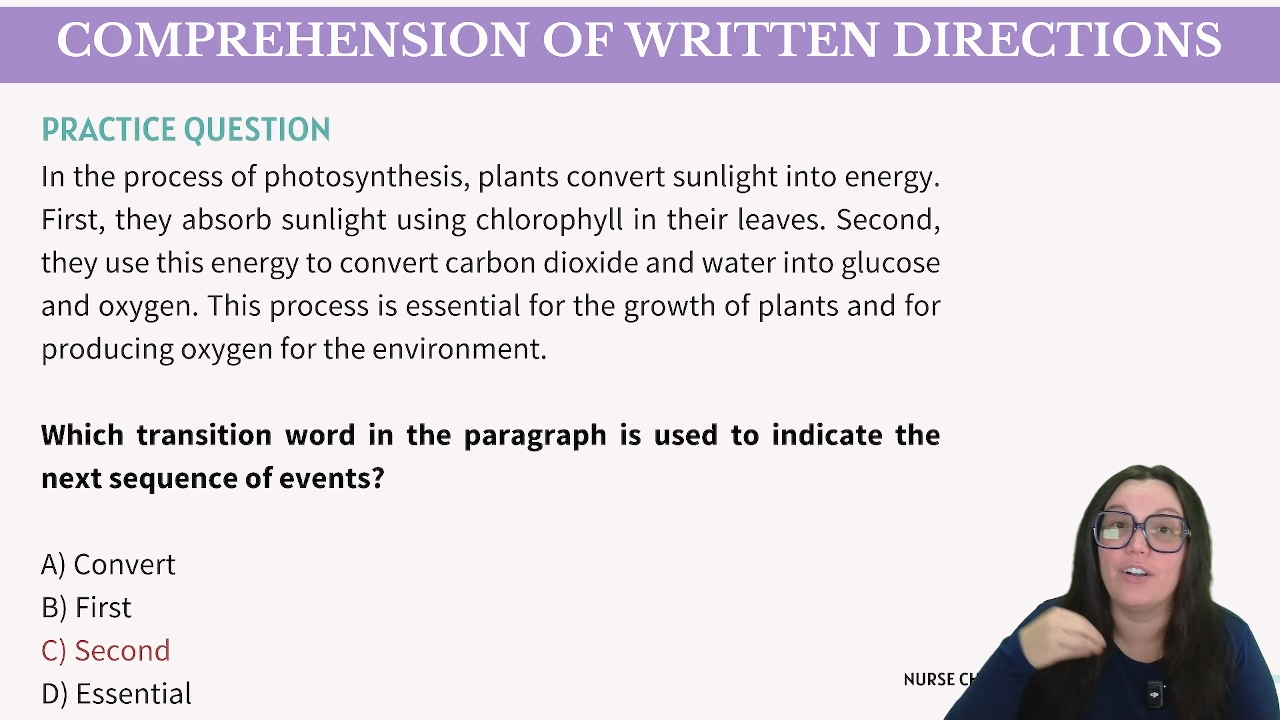 COMPREHENSION OF WRITTEN DIRECTIONS
PRACTICE QUESTION
In the process of photosynthesis, plants convert sunlight into energy.
First, they absorb sunlight using chlorophyll in their leaves. Second,
they use this energy to convert carbon dioxide and water into glucose
and oxygen. This process is essential for the growth of plants and for
producing oxygen for the environment.
Which transition word in the paragraph is used to indicate the
next sequence of events?
A) Convert
B) First
C) Second
D) Essential
NURSE